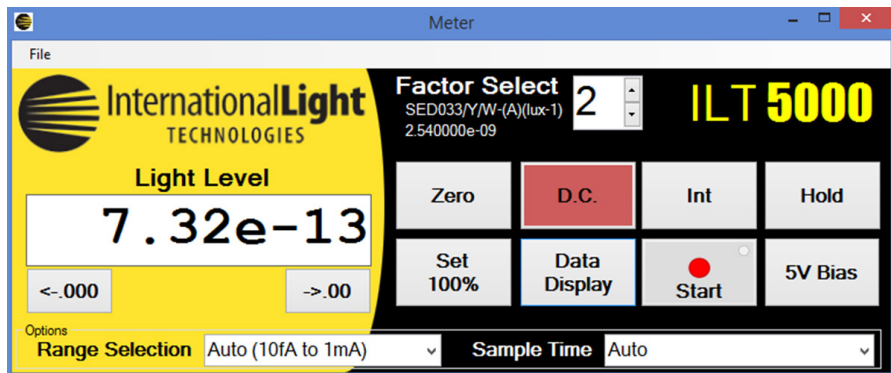 Meter
File
InternationalLight
TECHNOLOGIES
Factor Select
SED033/Y/W-(A)(lux-1)
2.540000e-09
2
ILT 5000
Light Level
7.32e-13
<-.000
->.00
Zero
D.C.
Int
Hold
Set
100%
Data
Display
Start
5V Bias
Options
Range Selection Auto (10fA to 1mA)
Sample Time Auto